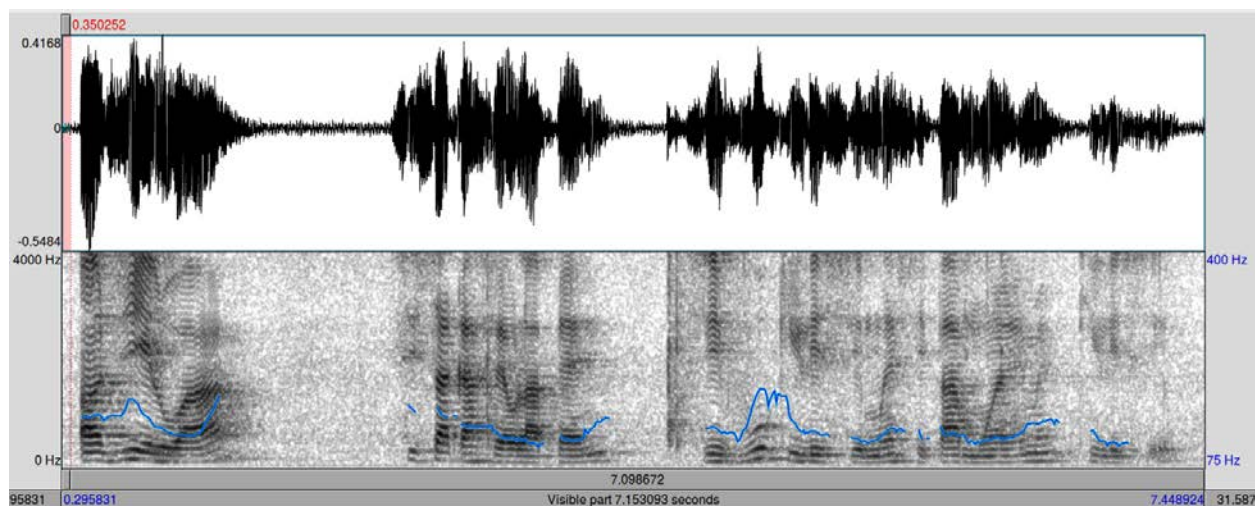 0.350252
0.4168
0
-0.5484
4000 Hz 400 Hz
0 Hz 75 Hz
7.098672
95831 0.295831 Visible part 7.153093 seconds 7.448924 31.587